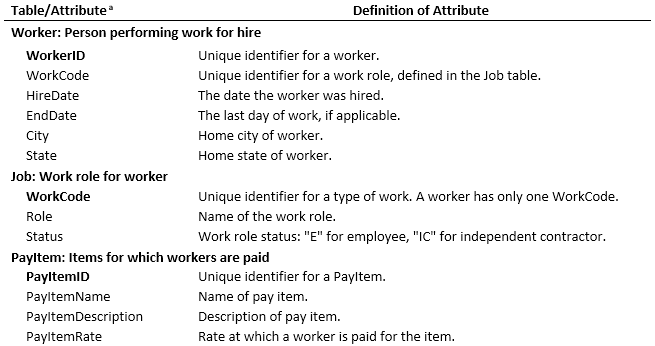 Table/Attribute a Definition of Attribute
Worker: Person performing work for hire
WorkerID Unique identifier for a worker.
WorkCode Unique identifier for a work role, defined in the Job table.
HireDate The date the worker was hired.
EndDate The last day of work, if applicable.
City Home city of worker.
State Home state of worker.
Job: Work role for worker
WorkCode Unique identifier for a type of work. A worker has only one WorkCode.
Role Name of the work role.
Status Work role status: "E" for employee, "IC" for independent contractor.
PayItem: Items for which workers are paid
PayItemID Unique identifier for a PayItem.
PayItemName Name of pay item.
PayItemDescription Description of pay item.
PayItemRate Rate at which a worker is paid for the item.